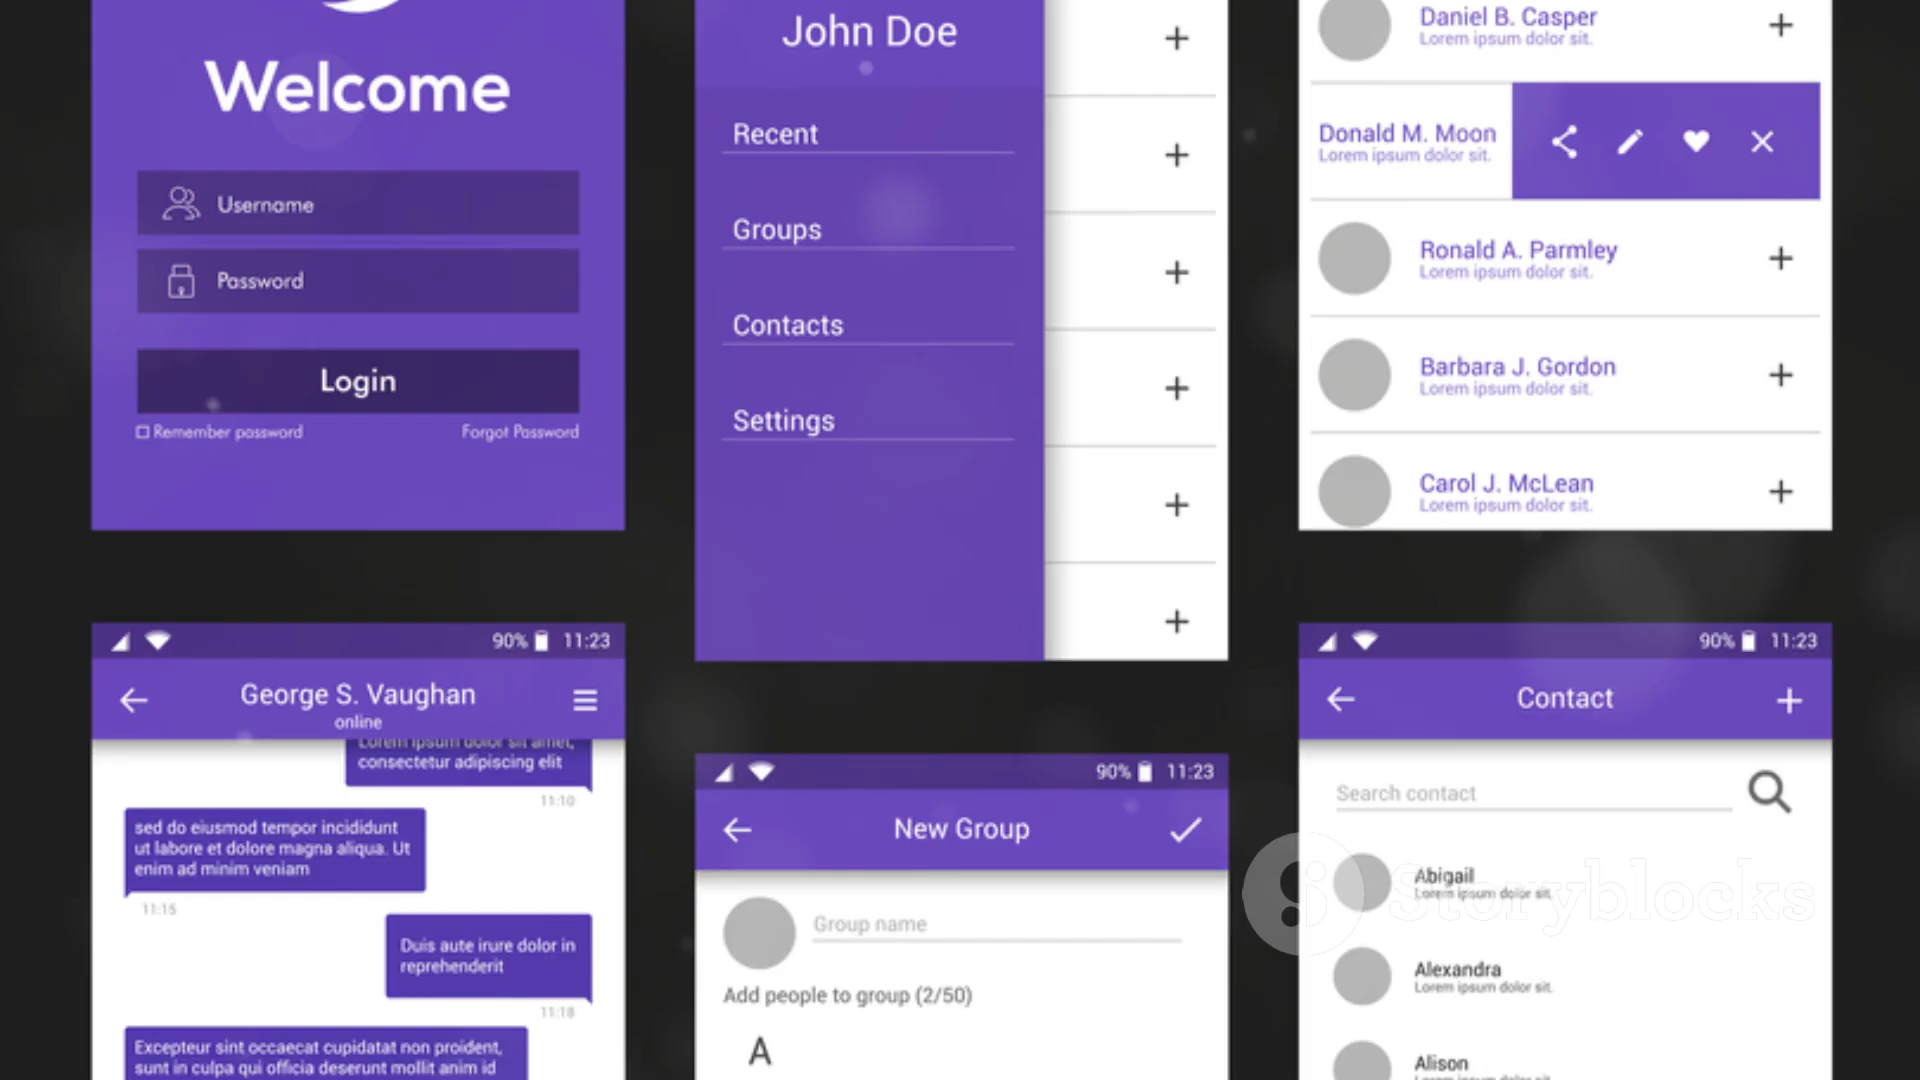 Welcome
Username
Password
Login
Remember password
Forgot Password
John Doe
Recent
Groups
Contacts
Settings
Daniel B. Casper
Lorem ipsum dolor sit.
Donald M. Moon
Lorem ipsum dolor sit.
Ronald A. Parmley
Lorem ipsum dolor sit.
Barbara J. Gordon
Lorem ipsum dolor sit.
Carol J. McLean
Lorem ipsum dolor sit.
90% 11:23
George S. Vaughan
online
Lorem ipsum dolor sit amet,
consectetur adipiscing elit
11:10
sed do eiusmod tempor incididunt
ut labore et dolore magna aliqua. Ut
enim ad minim veniam
11:15
Duis aute irure dolor in
reprehenderit
11:18
Excepteur sint occaecat cupidatat non proident,
sunt in culpa qui officia deserunt mollit anim id
90% 11:23
New Group
Group name
Add people to group (2/50)
A
90% 11:23
Contact
Search contact
Abigail
Lorem ipsum dolor sit.
Alexandra
Lorem ipsum dolor sit.
Alison
Storyblocks